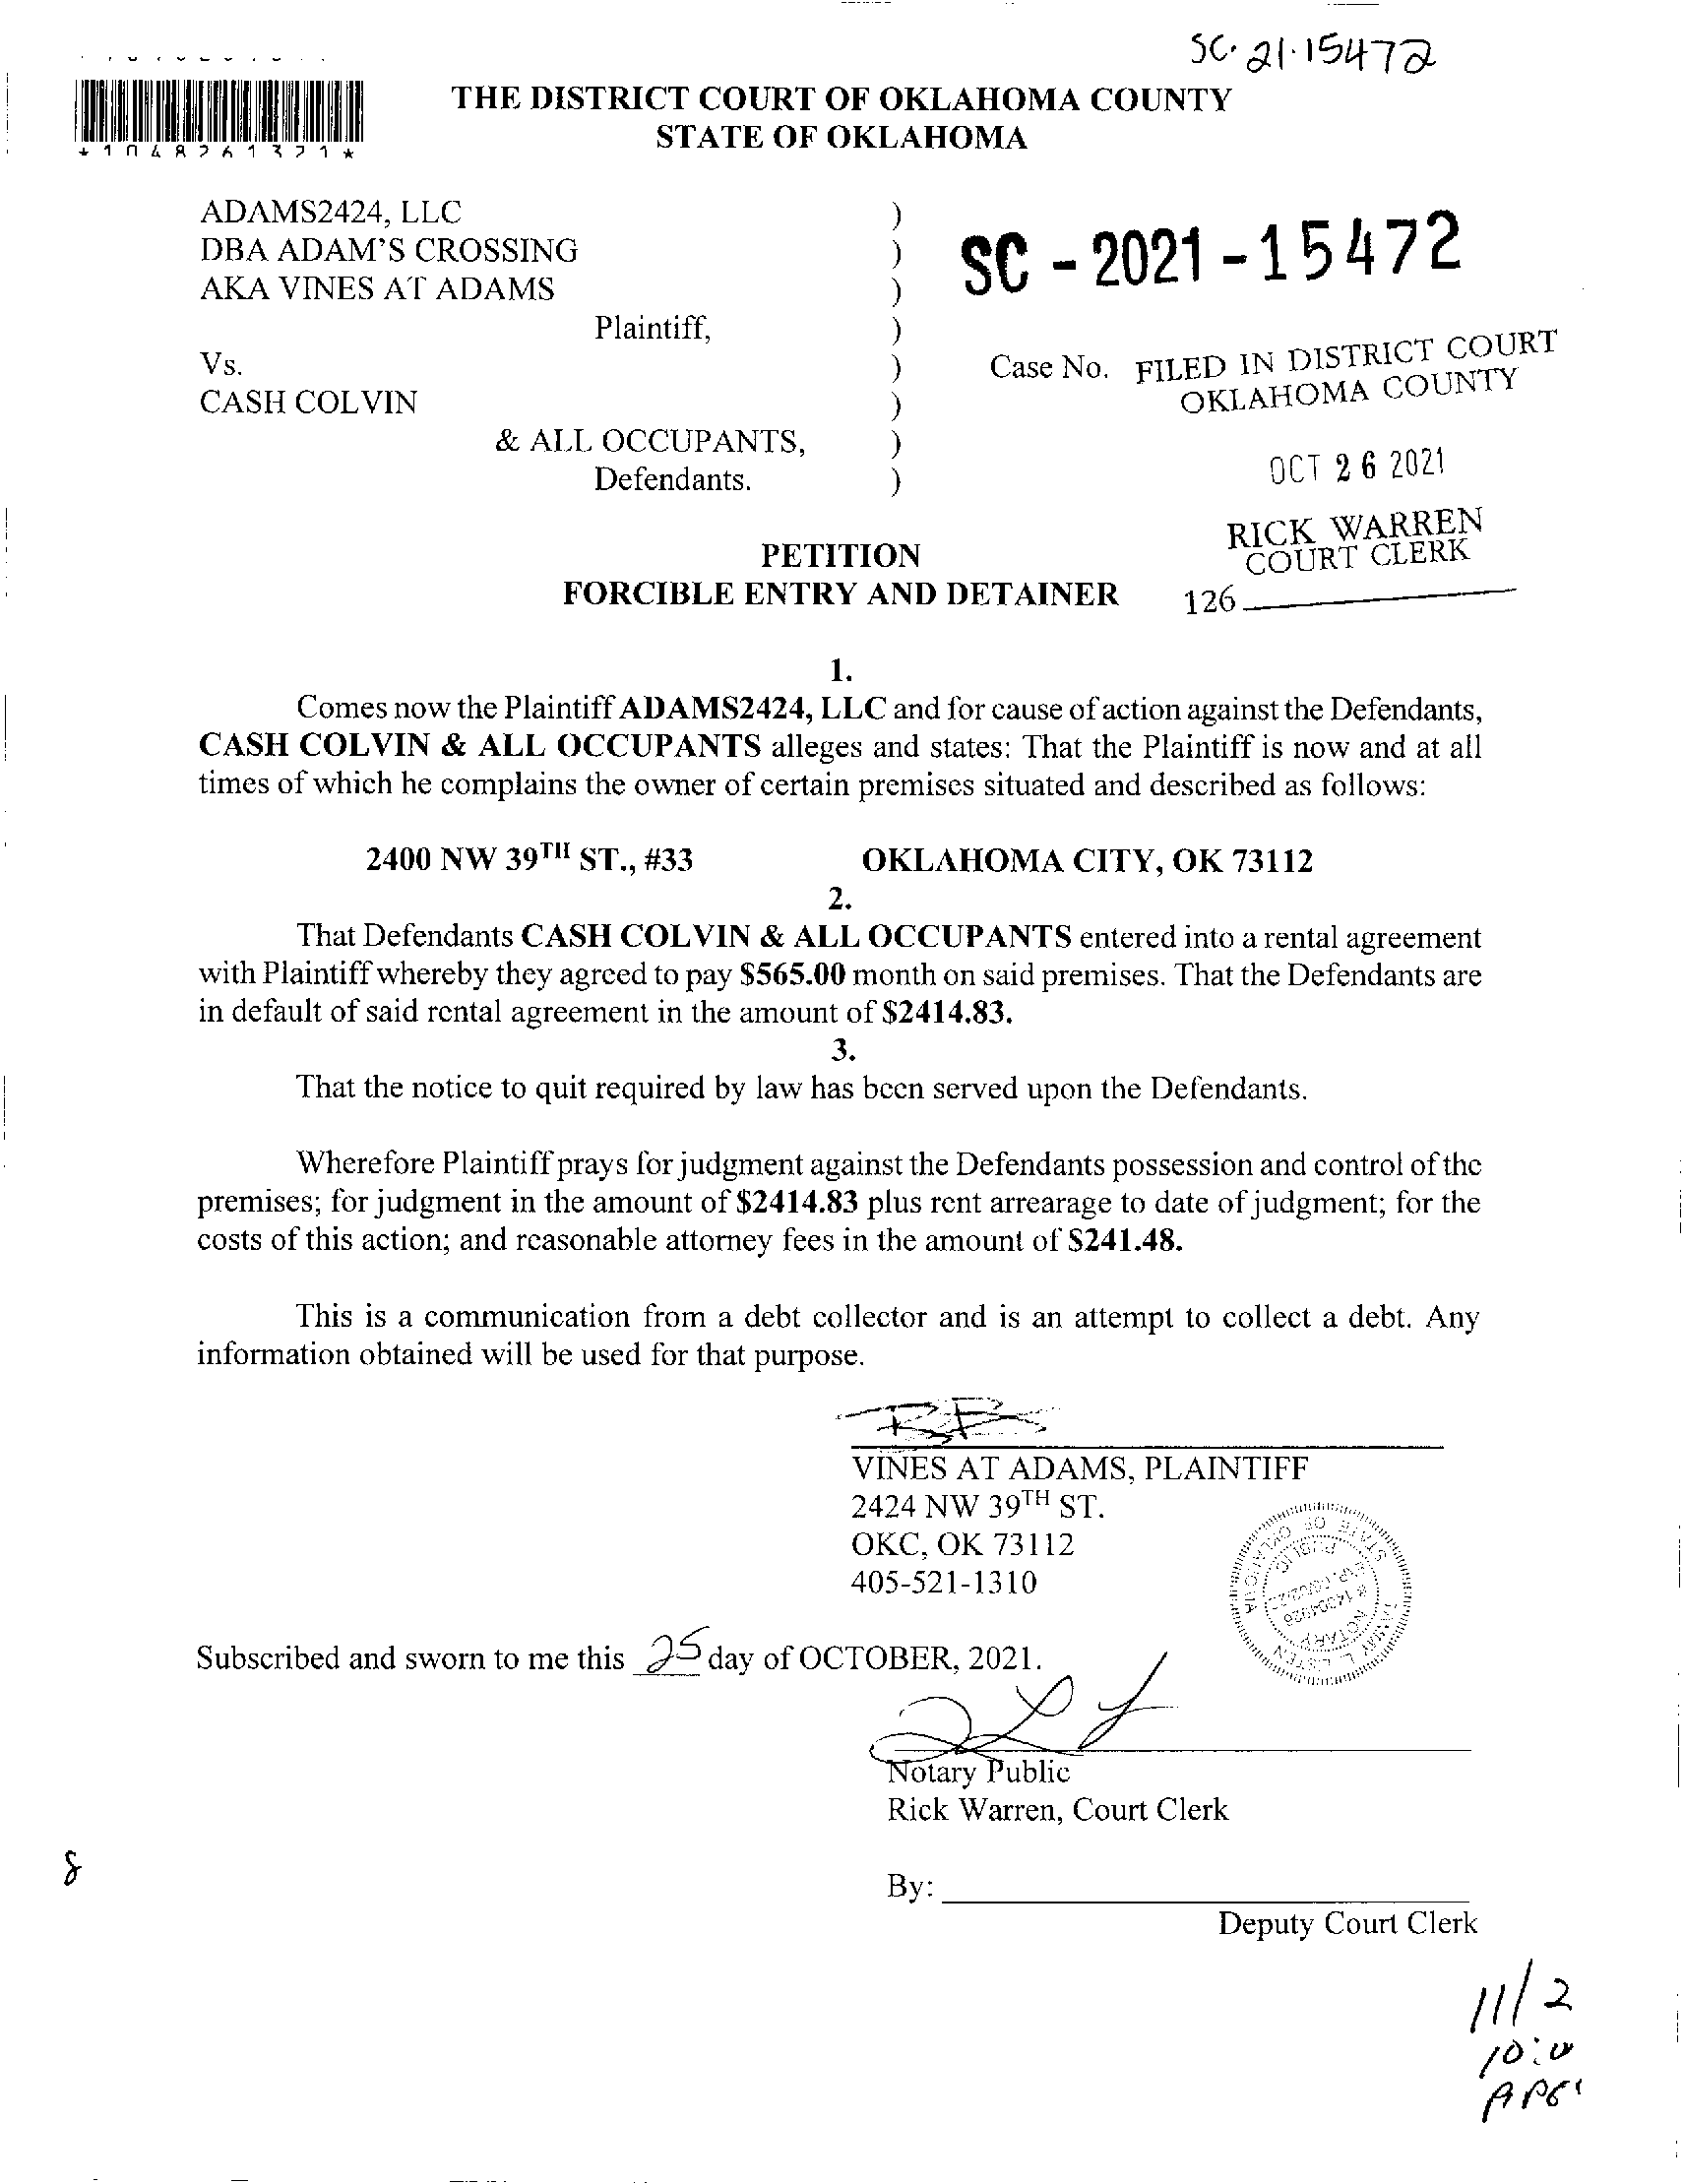 SC. 21.15472
THE DISTRICT COURT OF OKLAHOMA COUNTY
STATE OF OKLAHOMA
*1048261321*
ADAMS2424, LLC )
DBA ADAM'S CROSSING )
AKA VINES AT ADAMS )
SC - 2021 - 15472
Plaintiff, )
Vs. )
Case No. FILED IN DISTRICT COURT
OKLAHOMA COUNTY
CASH COLVIN )
& ALL OCCUPANTS, )
Defendants. )
OCT 26 2021
RICK WARREN
COURT CLERK
126
PETITION
FORCIBLE ENTRY AND DETAINER
1.
Comes now the Plaintiff ADAMS2424, LLC and for cause of action against the Defendants,
CASH COLVIN & ALL OCCUPANTS alleges and states: That the Plaintiff is now and at all
times of which he complains the owner of certain premises situated and described as follows:
2400 NW 39TH ST., #33 OKLAHOMA CITY, OK 73112
2.
That Defendants CASH COLVIN & ALL OCCUPANTS entered into a rental agreement
with Plaintiff whereby they agreed to pay $565.00 month on said premises. That the Defendants are
in default of said rental agreement in the amount of $2414.83.
3.
That the notice to quit required by law has been served upon the Defendants.
Wherefore Plaintiff prays for judgment against the Defendants possession and control of the
premises; for judgment in the amount of $2414.83 plus rent arrearage to date of judgment; for the
costs of this action; and reasonable attorney fees in the amount of $241.48.
This is a communication from a debt collector and is an attempt to collect a debt. Any
information obtained will be used for that purpose.
VINES AT ADAMS, PLAINTIFF
2424 NW 39TH ST.
OKC, OK 73112
405-521-1310
STATE OF OKLAHOMA
PUBLIC
NOTARY
Subscribed and sworn to me this 25 day of OCTOBER, 2021.
Notary Public
Rick Warren, Court Clerk
8
By:
Deputy Court Clerk
11/2